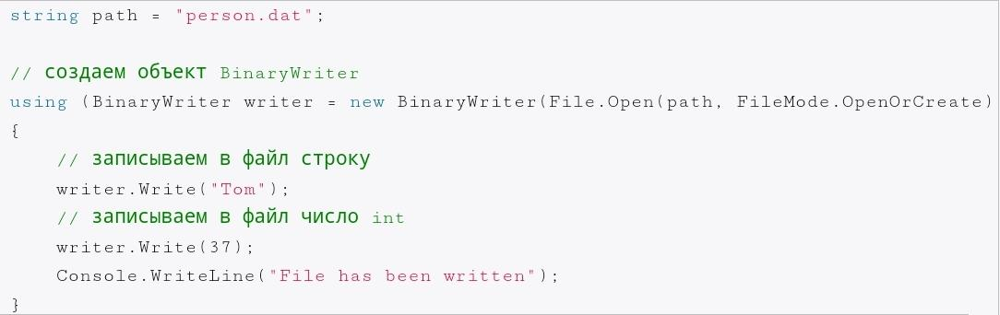 string path = "person.dat";
// создаем объект BinaryWriter
using (BinaryWriter writer = new BinaryWriter(File.Open(path, FileMode.OpenOrCreate)
{
// записываем в файл строку
writer.Write("Tom");
// записываем в файл число int
writer.Write(37);
Console.WriteLine("File has been written");
}